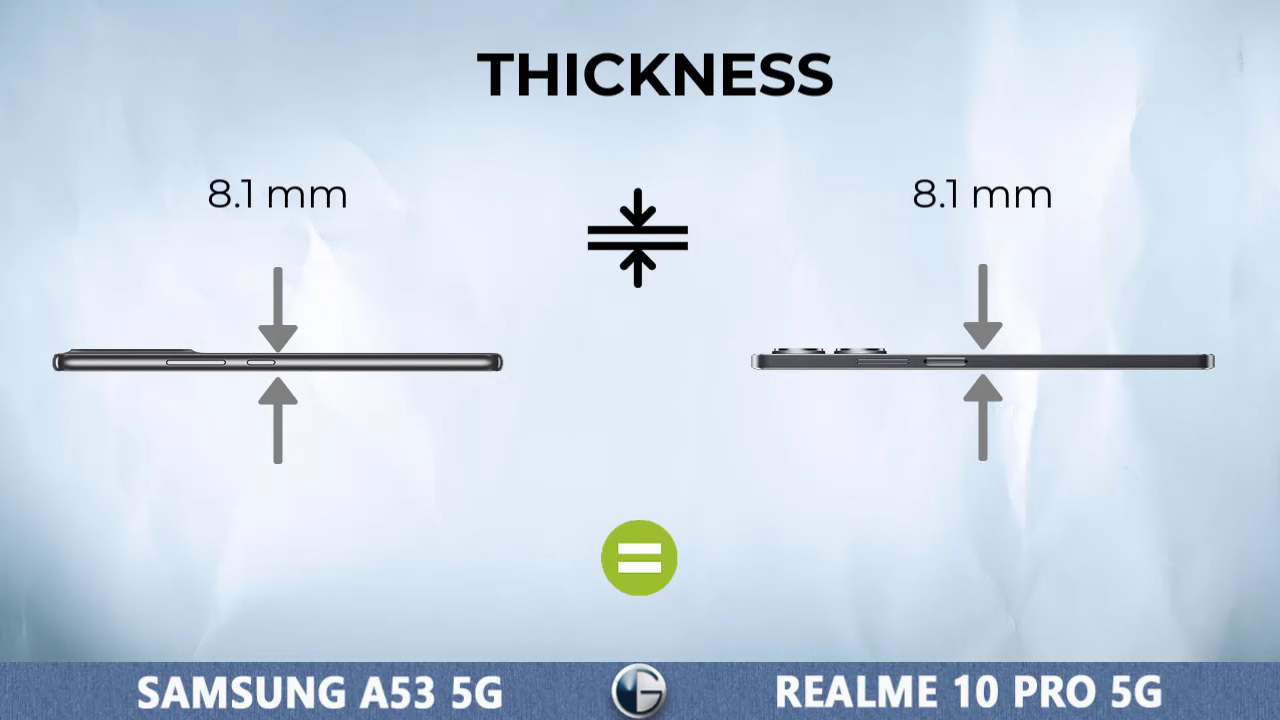 THICKNESS
8.1 mm
8.1 mm
SAMSUNG A53 5G
G
REALME 10 PRO 5G